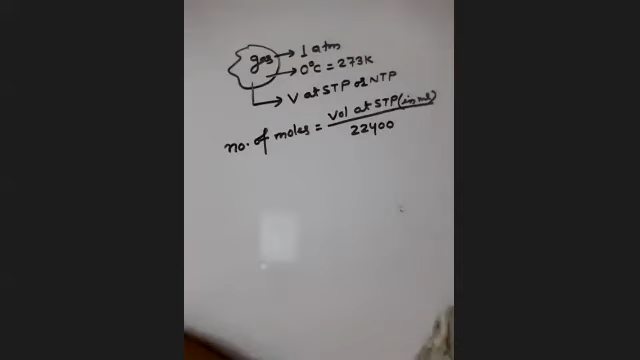 gas → 1 atm
→ 0°C = 273K
→ V at STP or NTP
no. of moles = Vol at STP (in ml)
22400